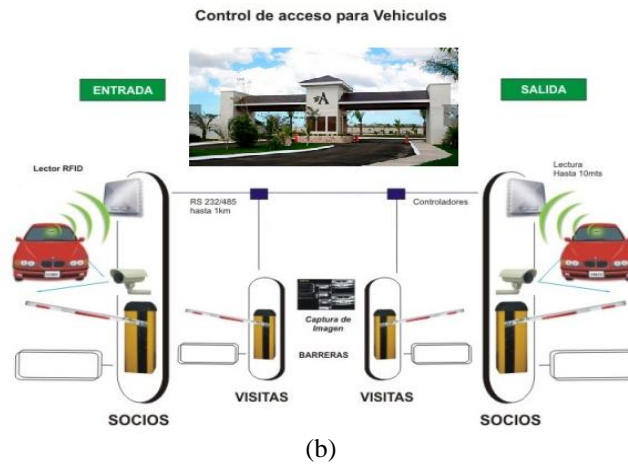 Control de acceso para Vehiculos
ENTRADA
SALIDA
A
Lector RFID
Lectura
Hasta 10mts
RS 232/485
hasta 1km
Controladores
Captura de
Imagen
BARRERAS
VISITAS
VISITAS
SOCIOS
SOCIOS
(b)